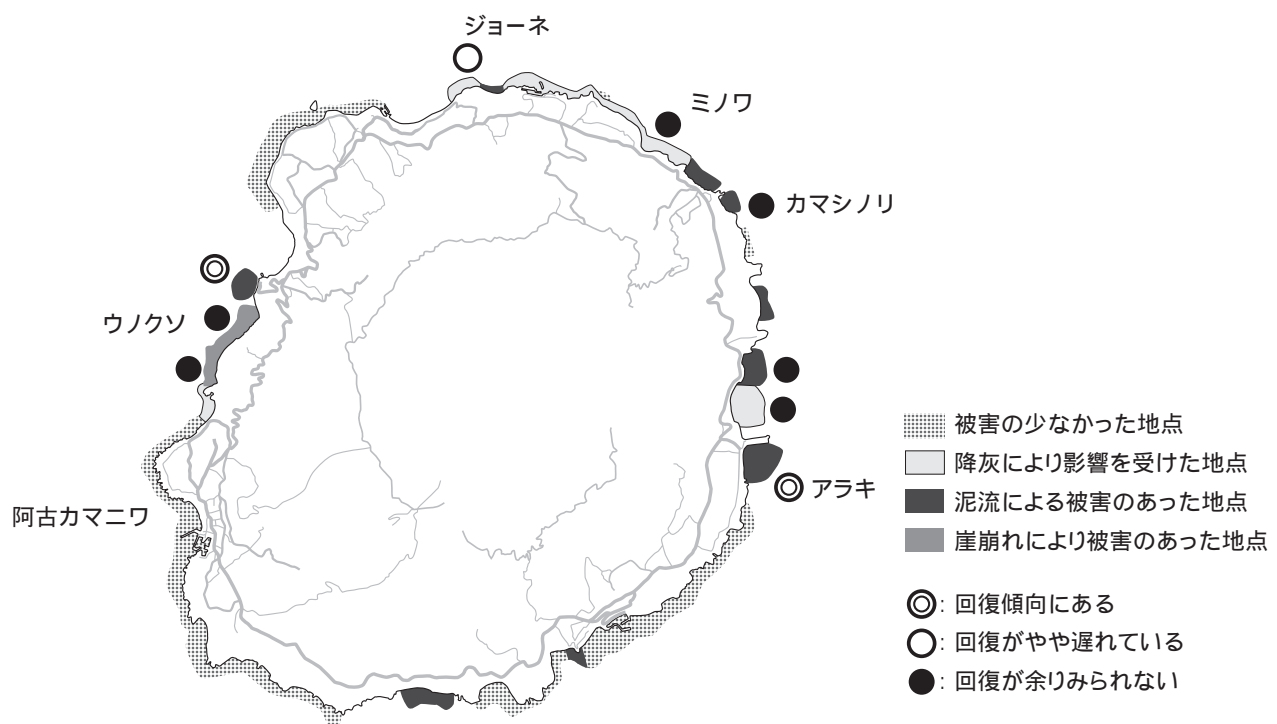 ジョーネ
ミノワ
カマシノリ
ウノクソ
アラキ
阿古カマニワ
被害の少なかった地点
降灰により影響を受けた地点
泥流による被害のあった地点
崖崩れにより被害のあった地点
◎: 回復傾向にある
○: 回復がやや遅れている
●: 回復が余りみられない